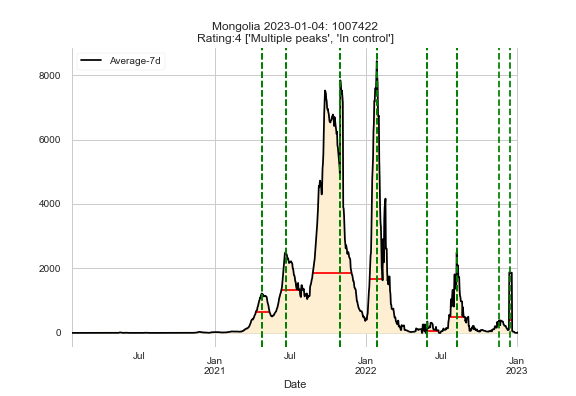 Mongolia 2023-01-04: 1007422
Rating:4 ['Multiple peaks', 'In control']
Average-7d
8000
6000
4000
2000
0
Jul
Jan
2021
Jul
Jan
2022
Jul
Jan
2023
Date